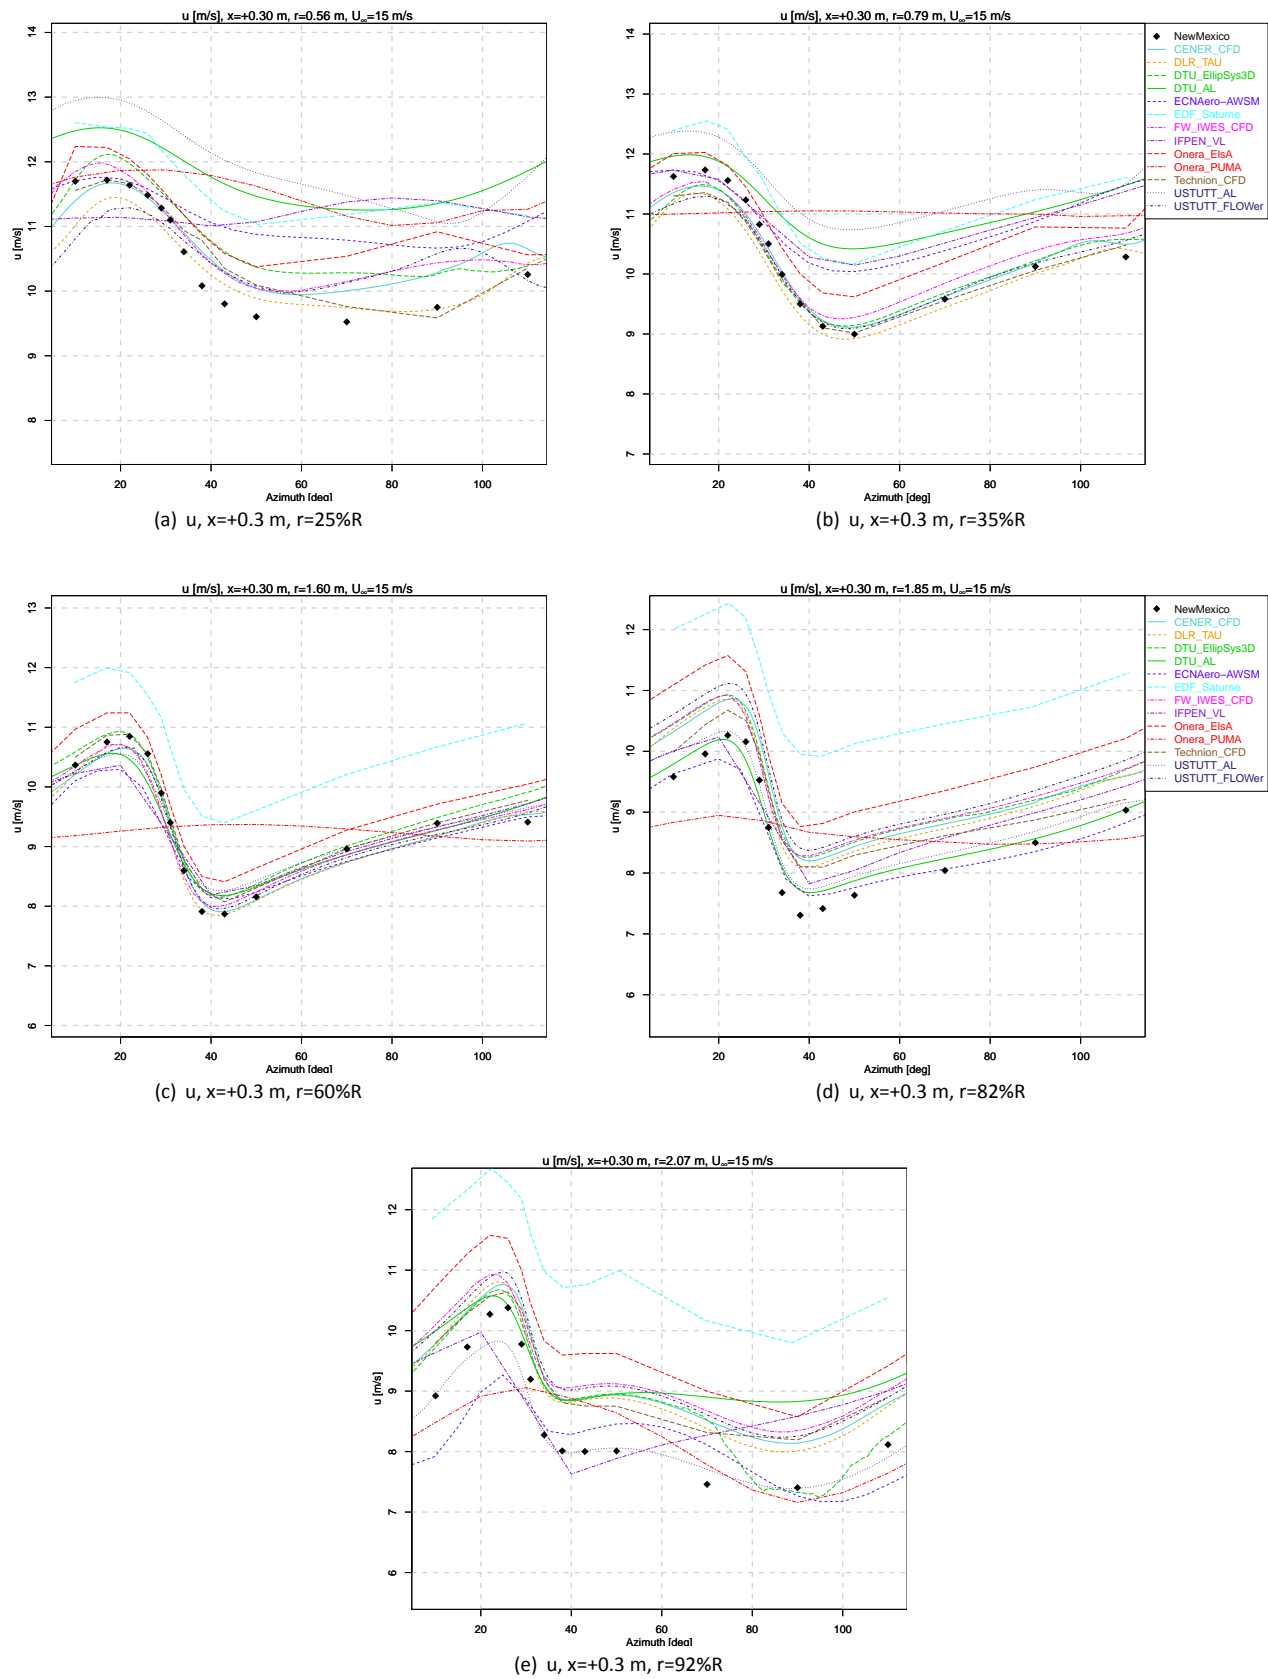 u [m/s], x=+0.30 m, r=0.56 m, U∞=15 m/s
14
13
12
11
10
9
8
u [m/s]
20 40 60 80 100
Azimuth [deg]
(a) u, x=+0.3 m, r=25%R
u [m/s], x=+0.30 m, r=0.79 m, U∞=15 m/s
14
13
12
11
10
9
8
7
u [m/s]
20 40 60 80 100
Azimuth [deg]
NewMexico
CENER_CFD
DLR_TAU
DTU_EllipSys3D
DTU_AL
ECNAero-AWSM
EDF_Saturne
FW_IWES_CFD
IFPEN_VL
Onera_ElsA
Onera_PUMA
Technion_CFD
USTUTT_AL
USTUTT_FLOWer
(b) u, x=+0.3 m, r=35%R
u [m/s], x=+0.30 m, r=1.60 m, U∞=15 m/s
13
12
11
10
9
8
7
6
u [m/s]
20 40 60 80 100
Azimuth [deg]
(c) u, x=+0.3 m, r=60%R
u [m/s], x=+0.30 m, r=1.85 m, U∞=15 m/s
12
11
10
9
8
7
6
u [m/s]
20 40 60 80 100
Azimuth [deg]
NewMexico
CENER_CFD
DLR_TAU
DTU_EllipSys3D
DTU_AL
ECNAero-AWSM
EDF_Saturne
FW_IWES_CFD
IFPEN_VL
Onera_ElsA
Onera_PUMA
Technion_CFD
USTUTT_AL
USTUTT_FLOWer
(d) u, x=+0.3 m, r=82%R
u [m/s], x=+0.30 m, r=2.07 m, U∞=15 m/s
12
11
10
9
8
7
6
u [m/s]
20 40 60 80 100
Azimuth [deg]
(e) u, x=+0.3 m, r=92%R